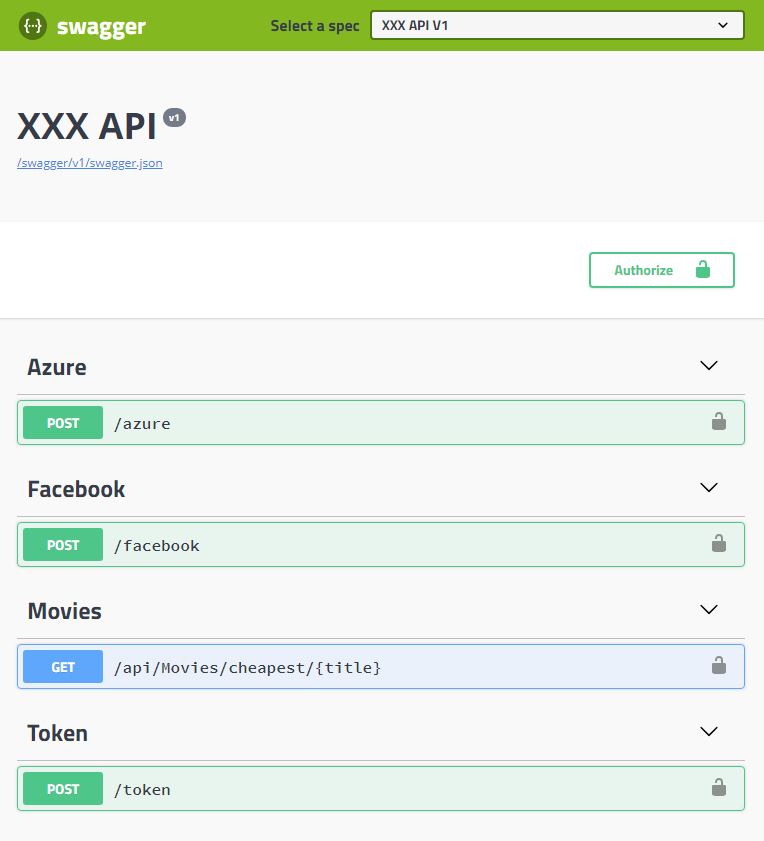 {···} swagger Select a spec XXX API V1
XXX API v1
/swagger/v1/swagger.json
Authorize
Azure
POST /azure
Facebook
POST /facebook
Movies
GET /api/Movies/cheapest/{title}
Token
POST /token